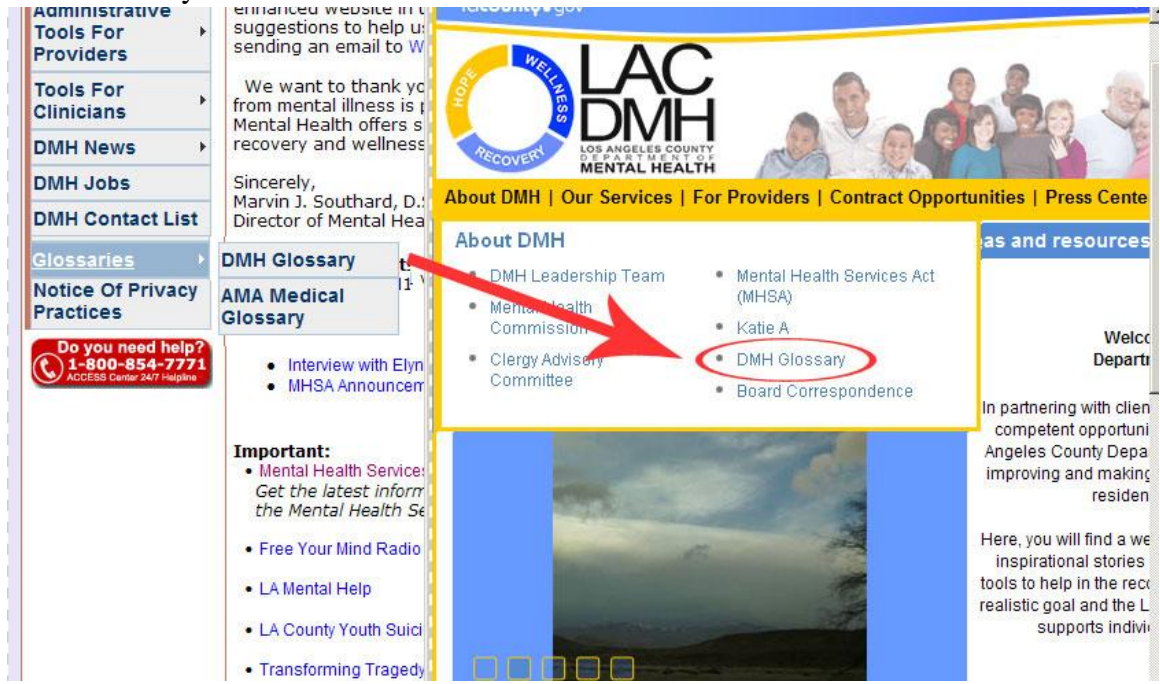 Administrative
Tools For
Providers
Tools For
Clinicians
DMH News
DMH Jobs
DMH Contact List
Glossaries
Notice Of Privacy
Practices
DMH Glossary
AMA Medical
Glossary
Do you need help?
1-800-854-7771
ACCESS Center 24/7 Helpline
enhanced website in t
suggestions to help us
sending an email to W
We want to thank yo
from mental illness is p
Mental Health offers s
recovery and wellness
Sincerely,
Marvin J. Southard, D.S
Director of Mental Hea
Interview with Elyn
MHSA Announcem
Important:
Mental Health Services
Get the latest inform
the Mental Health Se
Free Your Mind Radio
LA Mental Help
LA County Youth Suici
Transforming Tragedy
HOPE
WELLNESS
RECOVERY
LAC
DMH
LOS ANGELES COUNTY
DEPARTMENT OF
MENTAL HEALTH
About DMH | Our Services | For Providers | Contract Opportunities | Press Cente
About DMH
DMH Leadership Team
Mental Health
Commission
Clergy Advisory
Committee
Mental Health Services Act
(MHSA)
Katie A
DMH Glossary
Board Correspondence
as and resources
Welco
Departm
In partnering with clien
competent opportuni
Angeles County Depa
improving and making
residen
Here, you will find a we
inspirational stories
tools to help in the reco
realistic goal and the L
supports indivi